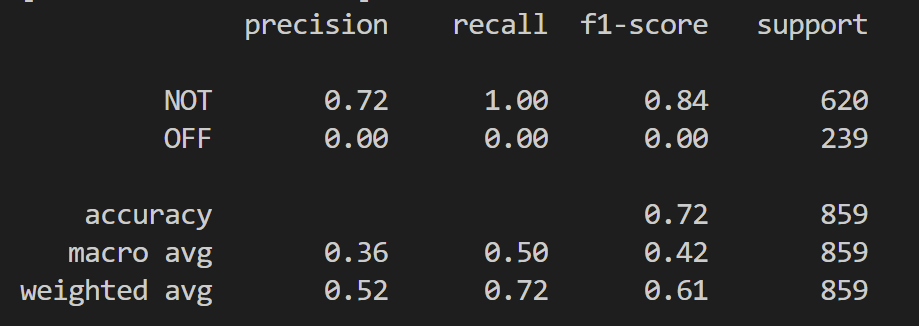 precision recall f1-score support
NOT 0.72 1.00 0.84 620
OFF 0.00 0.00 0.00 239
accuracy 0.72 859
macro avg 0.36 0.50 0.42 859
weighted avg 0.52 0.72 0.61 859